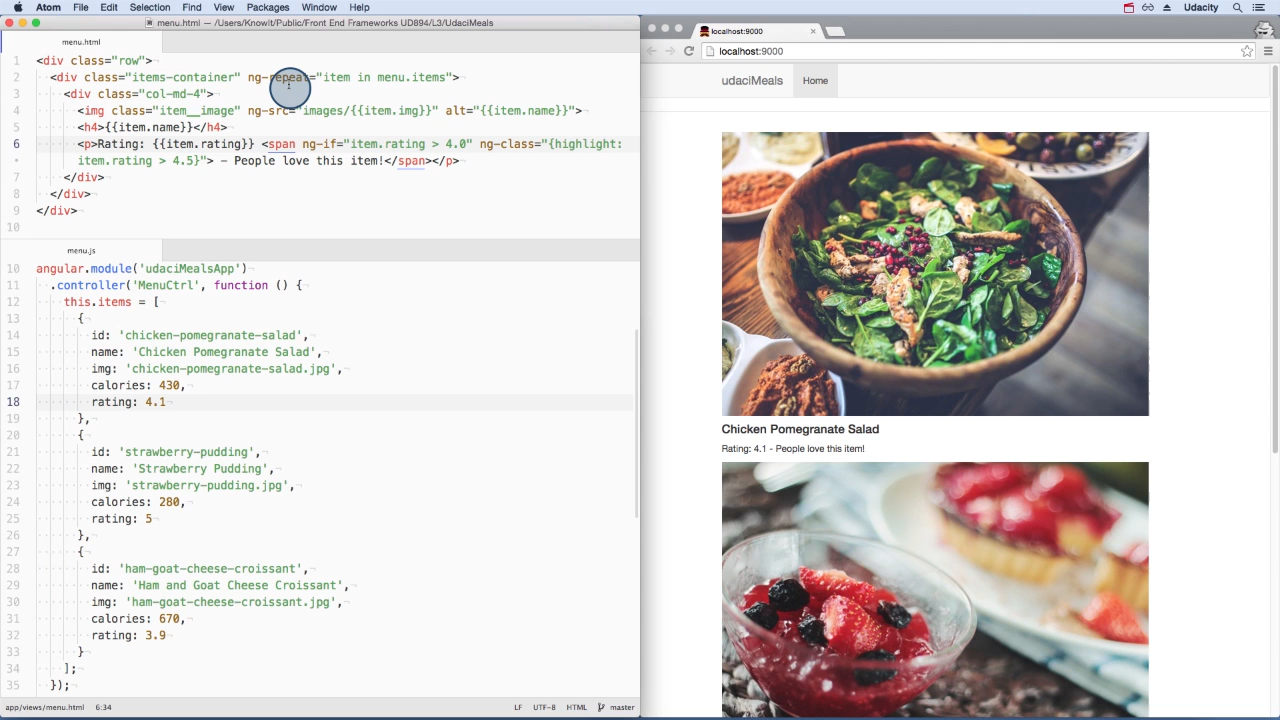 Atom File Edit View Selection Find View Packages Window Help Udacity
menu.html — /Users/KnowIt/Public/Front End Frameworks UD894/L3/UdaciMeals
menu.html
1 <div class="row">
2 <div class="items-container" ng-repeat="item in menu.items">
3 <div class="col-md-4">
4 <img class="item__image" ng-src="images/{{item.img}}" alt="{{item.name}}">
5 <h4>{{item.name}}</h4>
6 <p>Rating: {{item.rating}} <span ng-if="item.rating > 4.0" ng-class="{highlight:
item.rating > 4.5}"> - People love this item!</span></p>
7 </div>
8 </div>
9 </div>
10
menu.js
10 angular.module('udaciMealsApp')
11 .controller('MenuCtrl', function () {
12 this.items = [
13 {
14 id: 'chicken-pomegranate-salad',
15 name: 'Chicken Pomegranate Salad',
16 img: 'chicken-pomegranate-salad.jpg',
17 calories: 430,
18 rating: 4.1
19 },
20 {
21 id: 'strawberry-pudding',
22 name: 'Strawberry Pudding',
23 img: 'strawberry-pudding.jpg',
24 calories: 280,
25 rating: 5
26 },
27 {
28 id: 'ham-goat-cheese-croissant',
29 name: 'Ham and Goat Cheese Croissant',
30 img: 'ham-goat-cheese-croissant.jpg',
31 calories: 670,
32 rating: 3.9
33 }
34 ];
35 });
app/views/menu.html 6:34 LF UTF-8 HTML master
localhost:9000
localhost:9000
udaciMeals Home
Chicken Pomegranate Salad
Rating: 4.1 - People love this item!